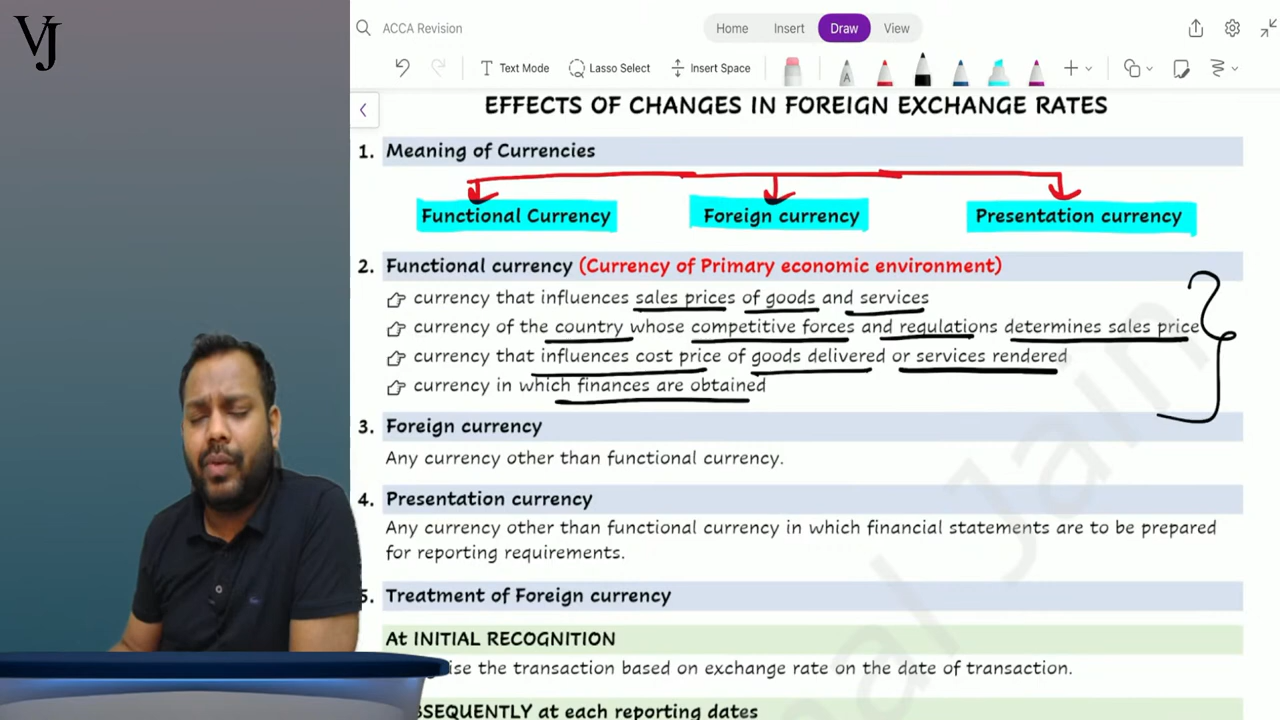 VJ
ACCA Revision
Home Insert Draw View
Text Mode Lasso Select Insert Space
EFFECTS OF CHANGES IN FOREIGN EXCHANGE RATES
1. Meaning of Currencies
Functional Currency Foreign currency Presentation currency
2. Functional currency (Currency of Primary economic environment)
currency that influences sales prices of goods and services
currency of the country whose competitive forces and regulations determines sales price
currency that influences cost price of goods delivered or services rendered
currency in which finances are obtained
3. Foreign currency
Any currency other than functional currency.
4. Presentation currency
Any currency other than functional currency in which financial statements are to be prepared
for reporting requirements.
5. Treatment of Foreign currency
At INITIAL RECOGNITION
the transaction based on exchange rate on the date of transaction.
at each reporting dates